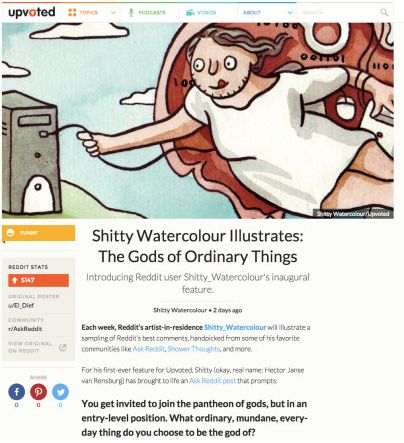 upvoted
TOPICS
PODCASTS
VIDEOS
ABOUT
SEARCH
Shitty Watercolour/Upvoted
FUNNY
REDDIT STATS
5147
ORIGINAL POSTER
u/El_Dief
COMMUNITY
r/AskReddit
VIEW ORIGINAL
ON REDDIT
SHARE
0 0 0
Shitty Watercolour Illustrates:
The Gods of Ordinary Things
Introducing Reddit user Shitty_Watercolour's inaugural
feature.
Shitty Watercolour • 2 days ago
Each week, Reddit's artist-in-residence Shitty_Watercolour will illustrate a
sampling of Reddit's best comments, handpicked from some of his favorite
communities like Ask Reddit, Shower Thoughts, and more.
For his first-ever feature for Upvoted, Shitty (okay, real name: Hector Janse
van Rensburg) has brought to life an Ask Reddit post that prompts:
You get invited to join the pantheon of gods, but in an
entry-level position. What ordinary, mundane, every-
day thing do you choose to be the god of?